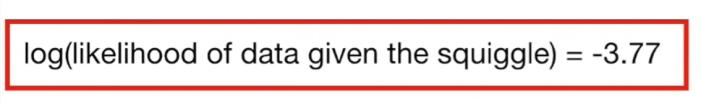 log(likelihood of data given the squiggle) = -3.77